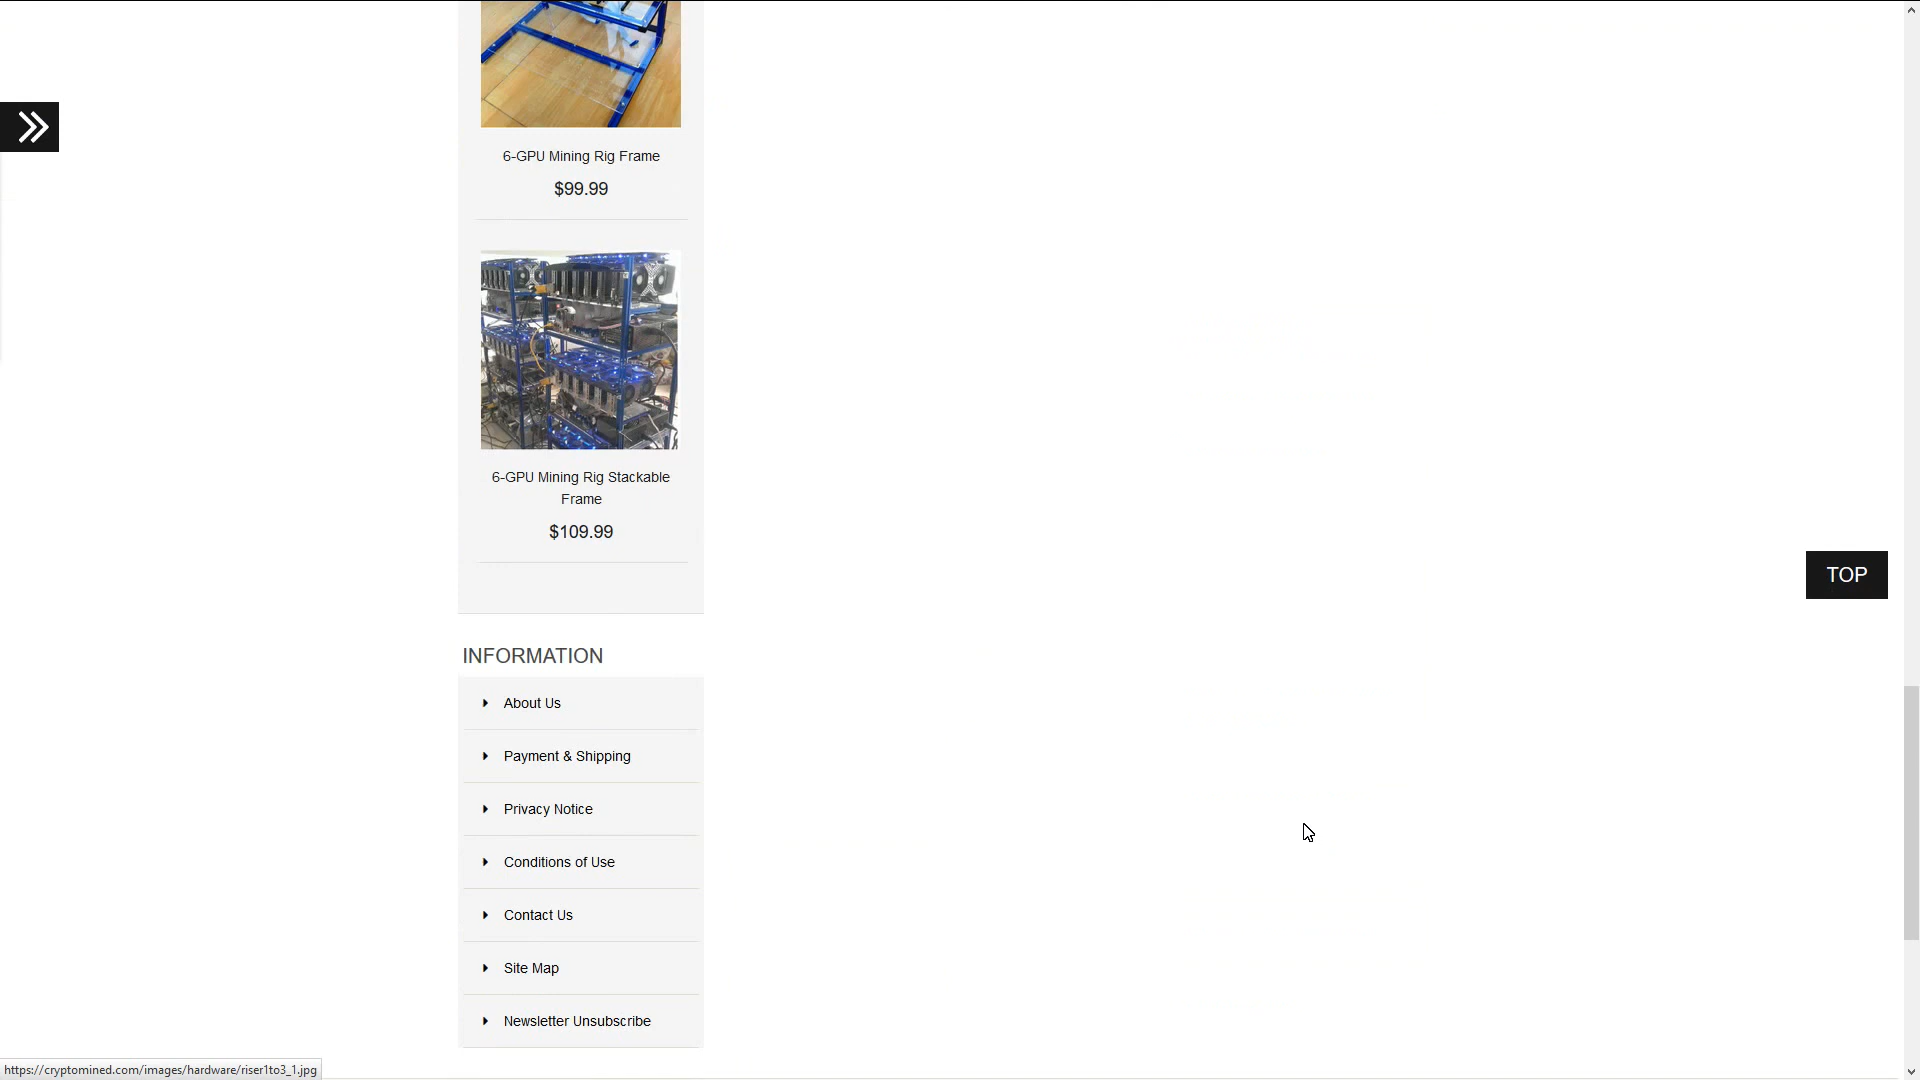 6-GPU Mining Rig Frame
$99.99
6-GPU Mining Rig Stackable
Frame
$109.99
TOP
INFORMATION
About Us
Payment & Shipping
Privacy Notice
Conditions of Use
Contact Us
Site Map
Newsletter Unsubscribe
https://cryptomined.com/images/hardware/riser1to3_1.jpg